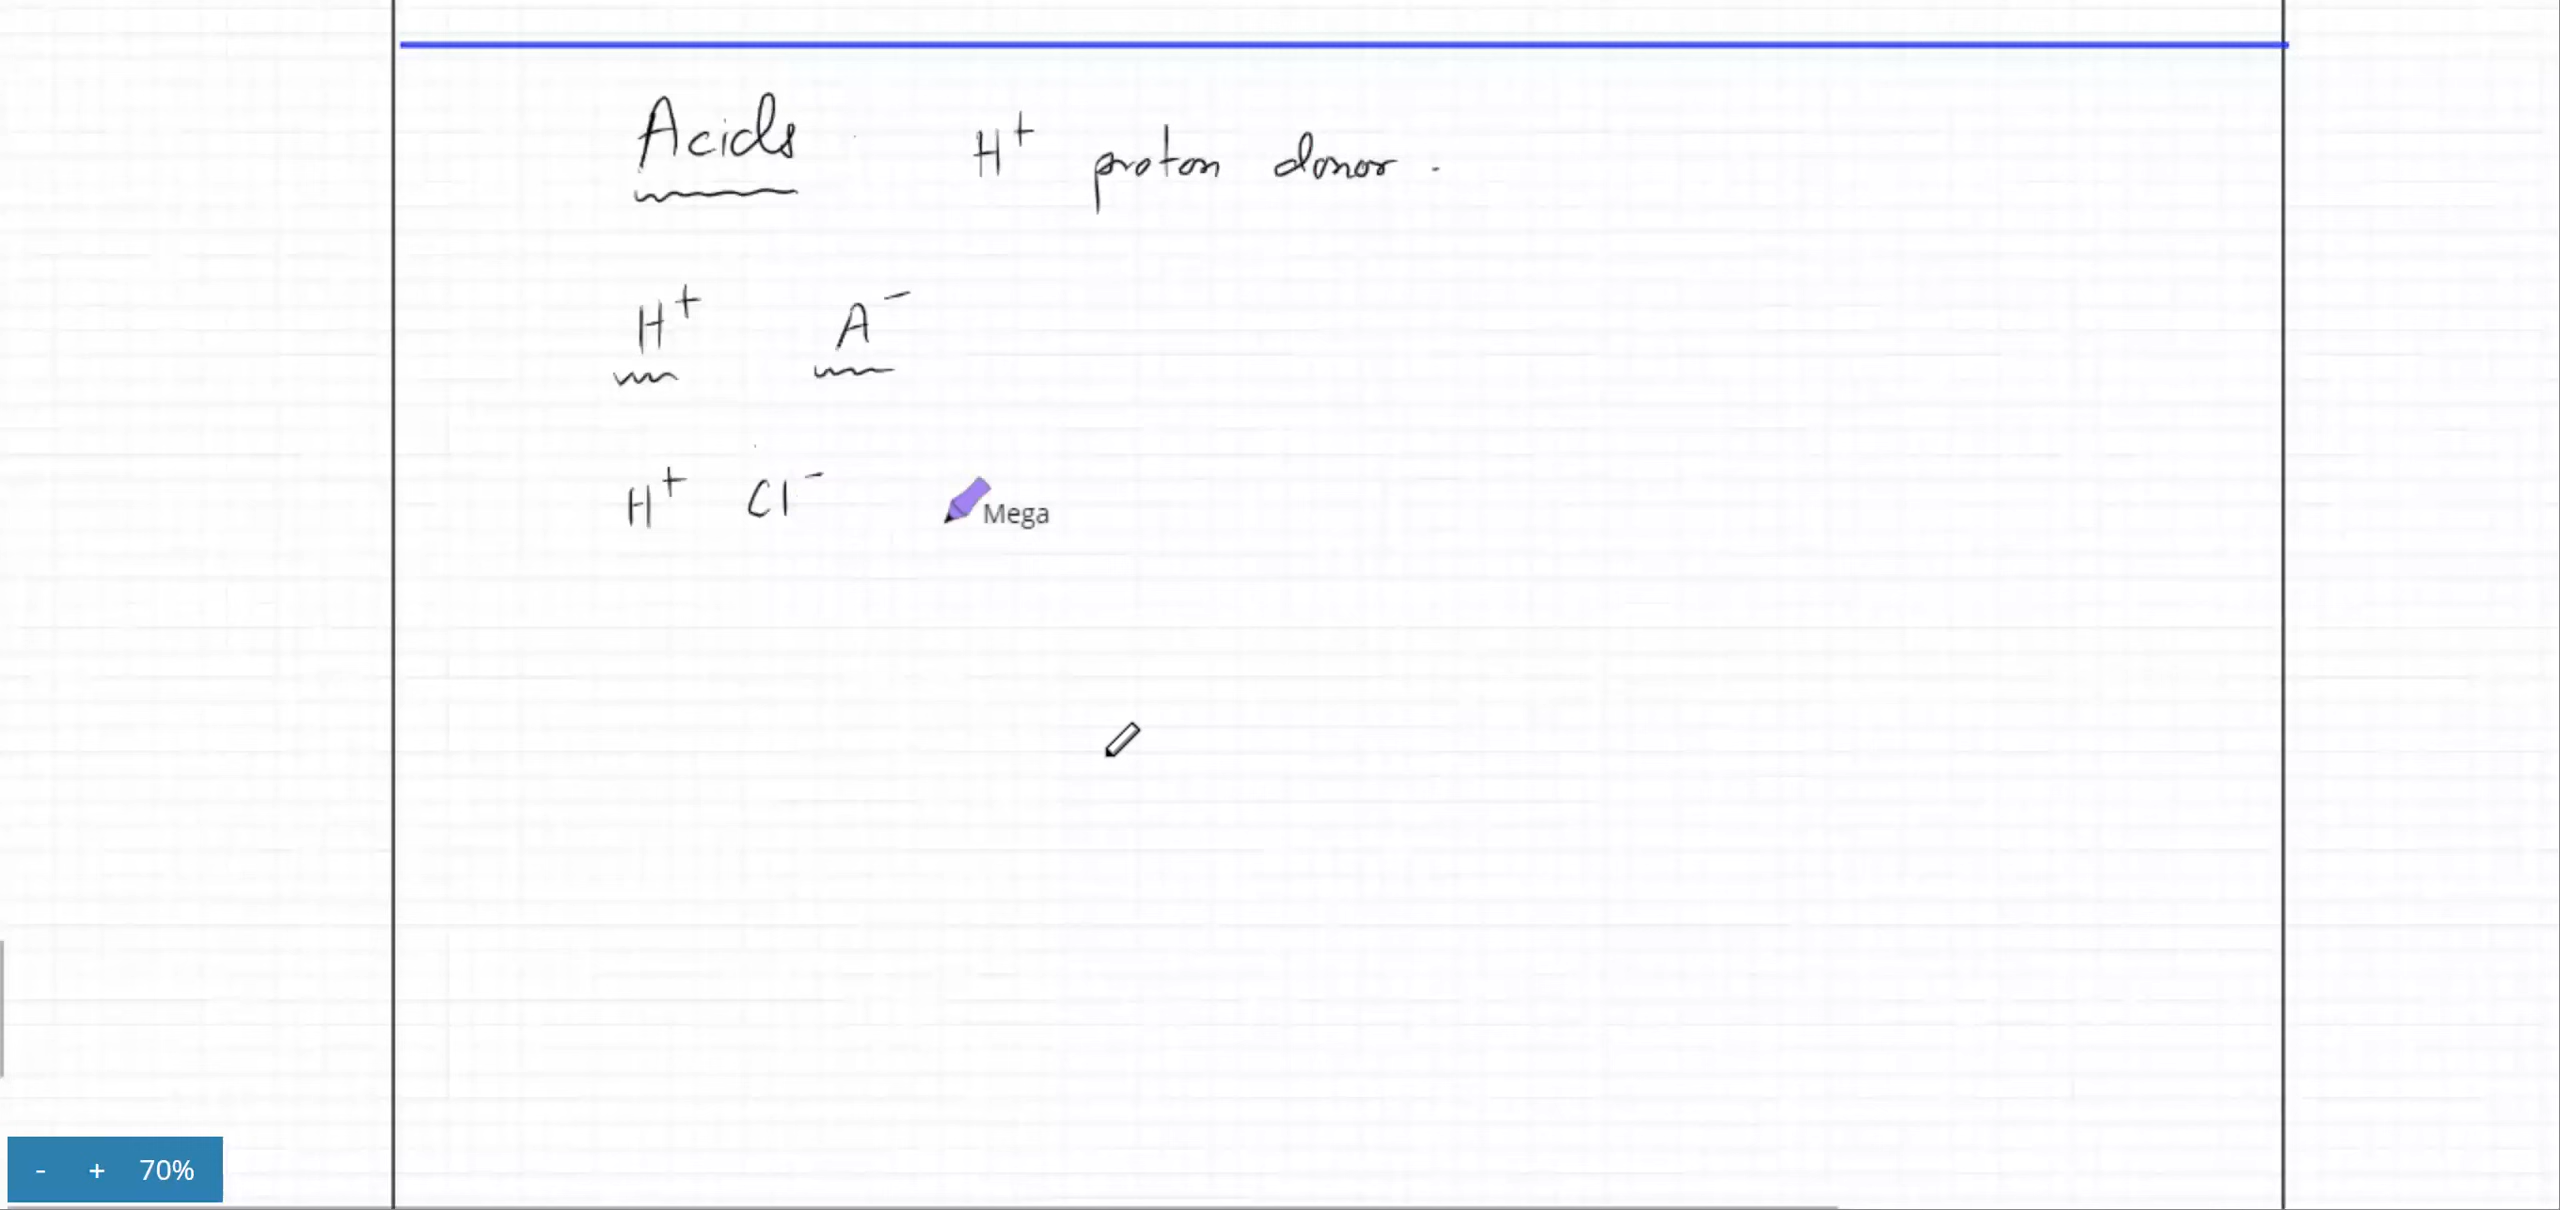 Acids H⁺ proton donor.
H⁺ A⁻
H⁺ Cl⁻ Mega
- + 70%